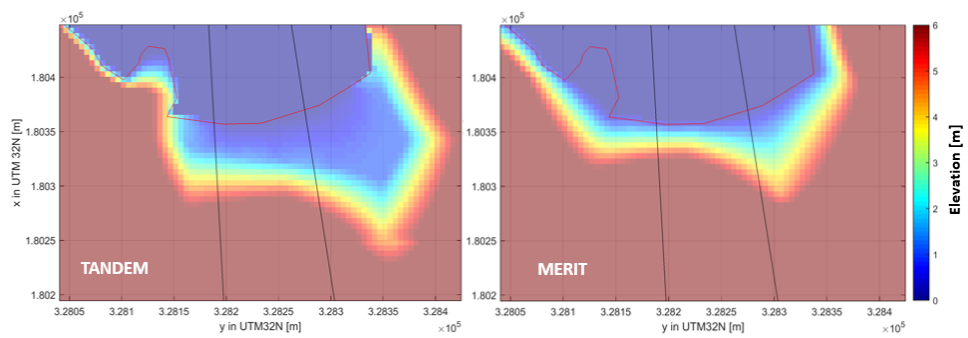 ×10⁵
1.804
1.8035
1.803
1.8025
1.802
x in UTM 32N [m]
TANDEM
3.2805 3.281 3.2815 3.282 3.2825 3.283 3.2835 3.284
y in UTM32N [m]
×10⁵
×10⁵
1.804
1.8035
1.803
1.8025
1.802
MERIT
3.2805 3.281 3.2815 3.282 3.2825 3.283 3.2835 3.284
y in UTM32N [m]
×10⁵
6
5
4
3
2
1
0
Elevation [m]